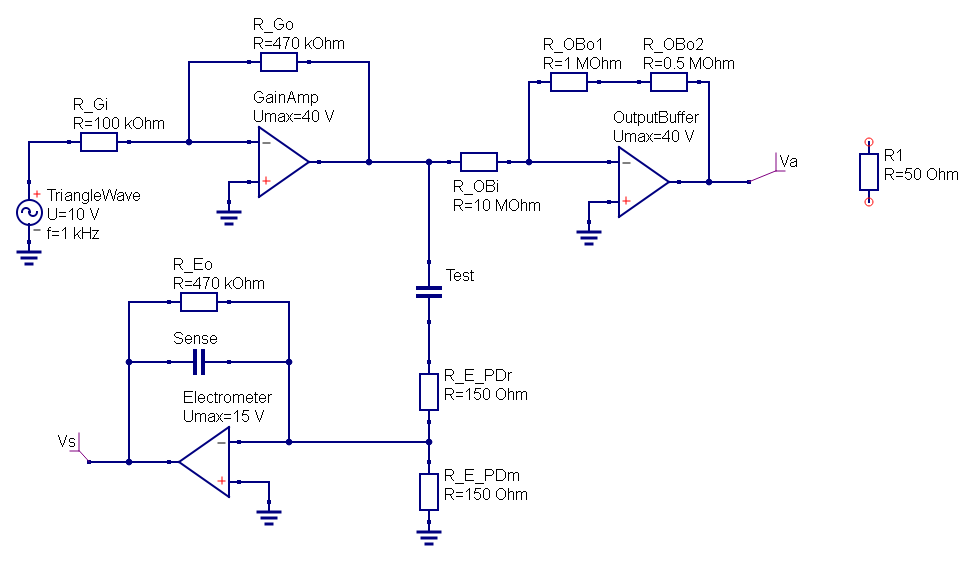 R_Go
R=470 kOhm
R_OBo1
R=1 MOhm
R_OBo2
R=0.5 MOhm
R_Gi
R=100 kOhm
GainAmp
Umax=40 V
OutputBuffer
Umax=40 V
Va
R1
R=50 Ohm
R_OBi
R=10 MOhm
TriangleWave
U=10 V
f=1 kHz
R_Eo
R=470 kOhm
Test
Sense
Electrometer
Umax=15 V
R_E_PDr
R=150 Ohm
Vs
R_E_PDm
R=150 Ohm